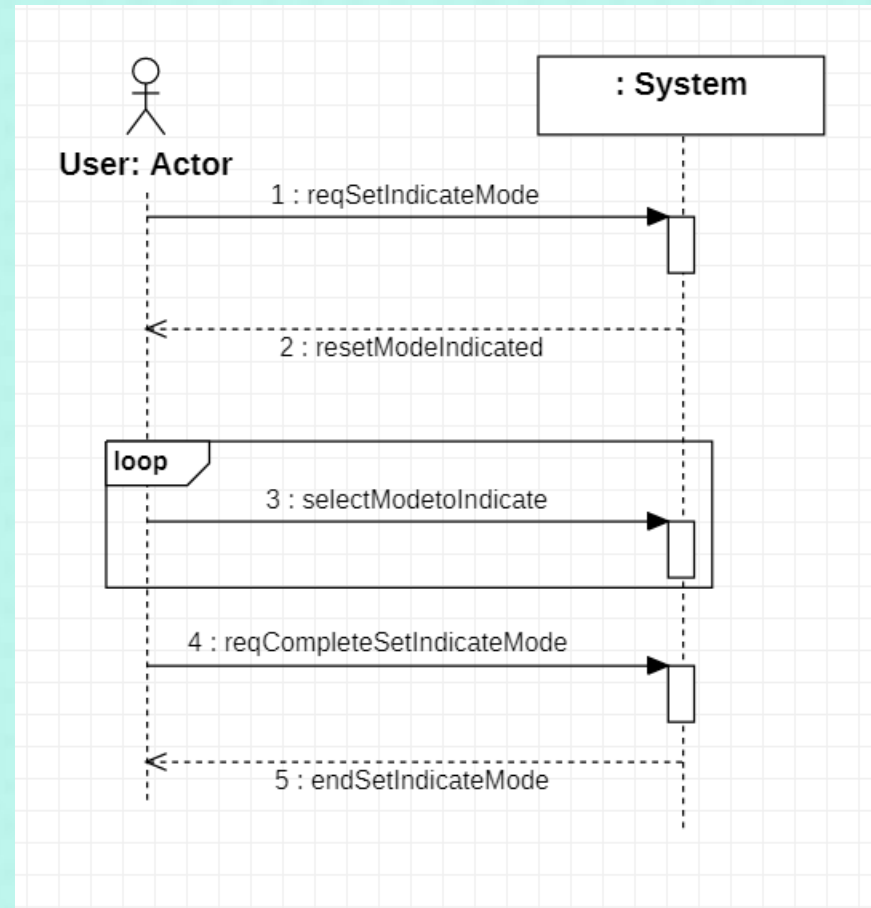 : System
User: Actor
1 : reqSetIndicateMode
2 : resetModeIndicated
loop
3 : selectModetoIndicate
4 : reqCompleteSetIndicateMode
5 : endSetIndicateMode